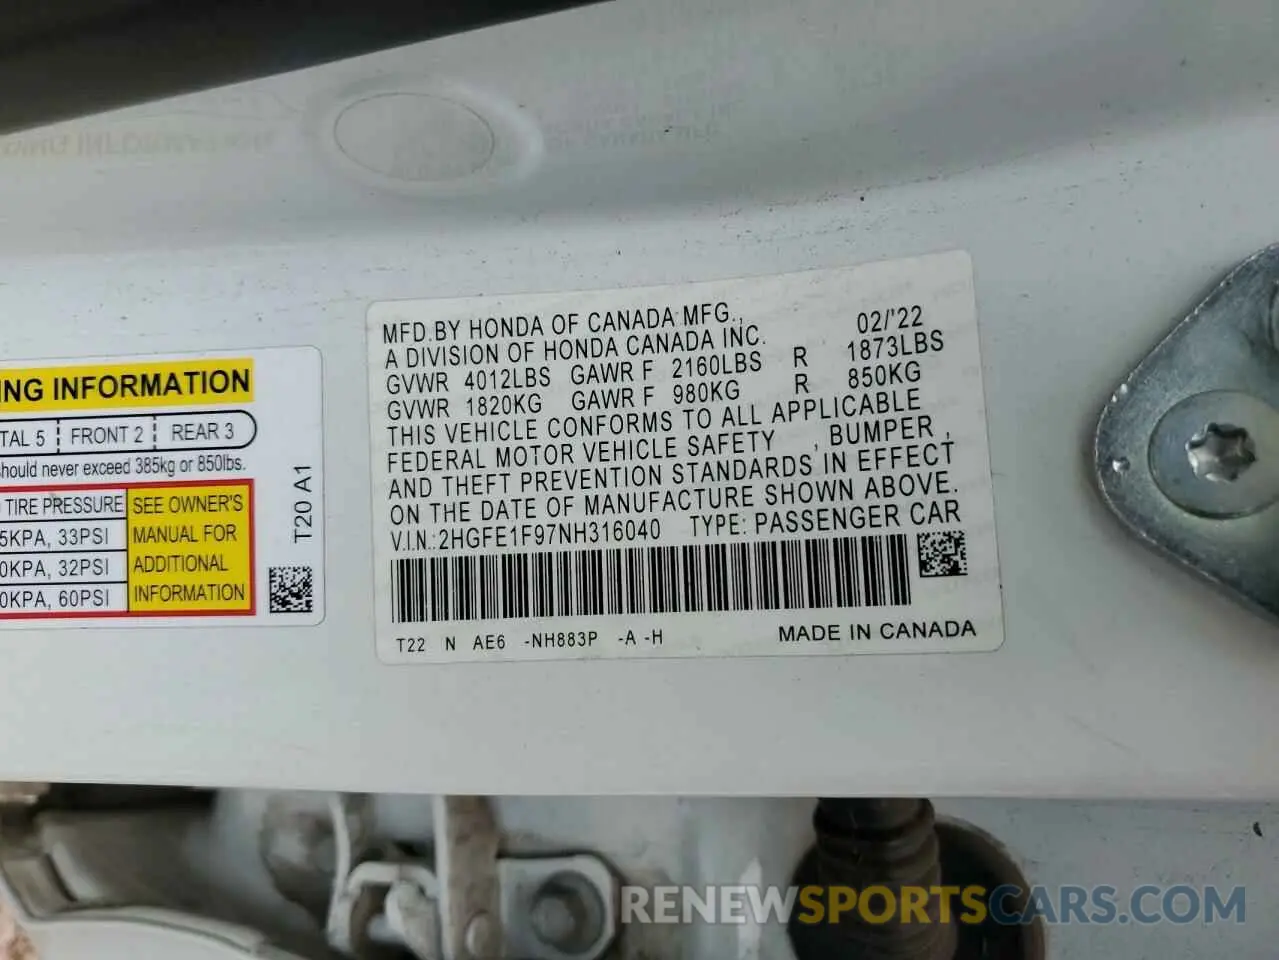 MFD.BY HONDA OF CANADA MFG., 02/'22
A DIVISION OF HONDA CANADA INC.
GVWR 4012LBS GAWR F 2160LBS R 1873LBS
GVWR 1820KG GAWR F 980KG R 850KG
THIS VEHICLE CONFORMS TO ALL APPLICABLE
FEDERAL MOTOR VEHICLE SAFETY , BUMPER ,
AND THEFT PREVENTION STANDARDS IN EFFECT
ON THE DATE OF MANUFACTURE SHOWN ABOVE.
V.I.N.:2HGFE1F97NH316040 TYPE: PASSENGER CAR
T22 N AE6 -NH883P -A -H MADE IN CANADA
NG INFORMATION
TAL 5 FRONT 2 REAR 3
should never exceed 385kg or 850lbs.
TIRE PRESSURE
5KPA, 33PSI
0KPA, 32PSI
0KPA, 60PSI
SEE OWNER'S
MANUAL FOR
ADDITIONAL
INFORMATION
T20 A1
RENEWSPORTSCARS.COM